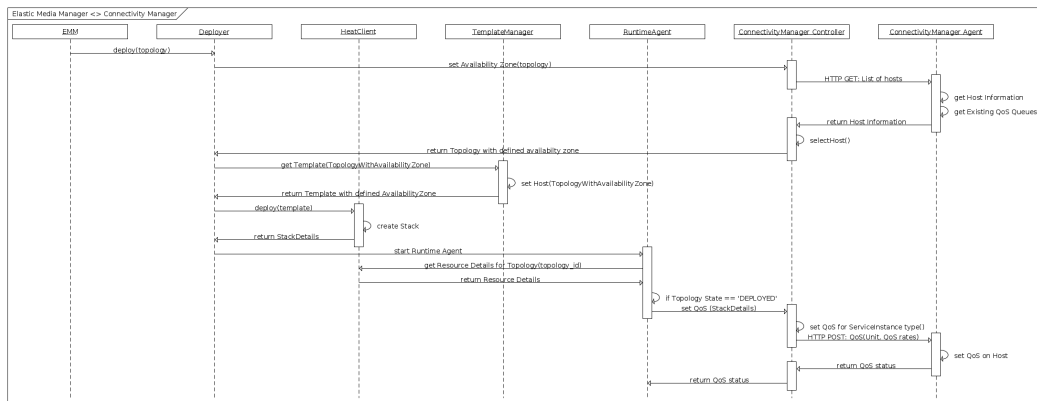 Elastic Media Manager <> Connectivity Manager
EMM
Deployer
HeatClient
TemplateManager
RuntimeAgent
ConnectivityManager Controller
ConnectivityManager Agent
deploy(topology)
set Availability Zone(topology)
HTTP GET: List of hosts
get Host Information
get Existing QoS Queues
return Host Information
selectHost()
return Topology with defined availablity zone
get Template(TopologyWithAvailabilityZone)
set Host(TopologyWithAvailabilityZone)
return Template with defined AvailabilityZone
deploy(template)
create Stack
return StackDetails
start Runtime Agent
get Resource Details for Topology(topology_id)
return Resource Details
if Topology State == 'DEPLOYED'
set QoS (StackDetails)
set QoS for ServiceInstance type()
HTTP POST: QoS(Unit, QoS rates)
set QoS on Host
return QoS status
return QoS status